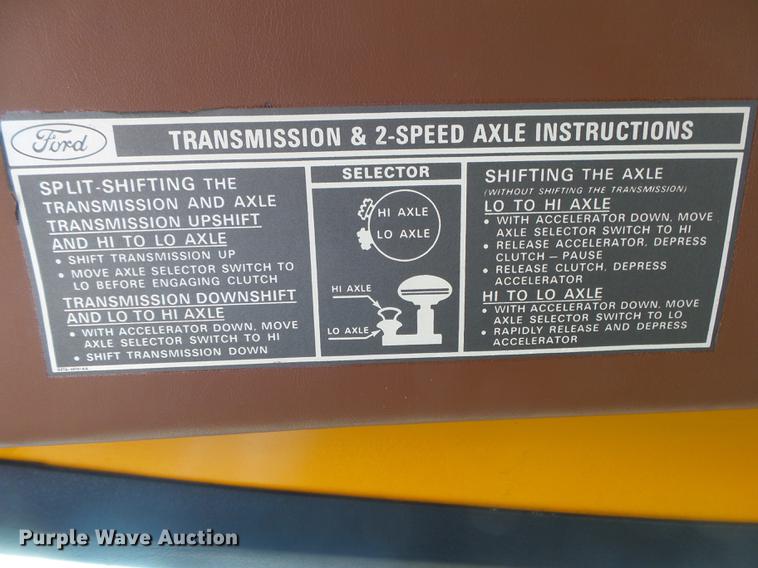 Ford
TRANSMISSION & 2-SPEED AXLE INSTRUCTIONS
SPLIT-SHIFTING THE
TRANSMISSION AND AXLE
TRANSMISSION UPSHIFT
AND HI TO LO AXLE
• SHIFT TRANSMISSION UP
• MOVE AXLE SELECTOR SWITCH TO
LO BEFORE ENGAGING CLUTCH
TRANSMISSION DOWNSHIFT
AND LO TO HI AXLE
• WITH ACCELERATOR DOWN, MOVE
AXLE SELECTOR SWITCH TO HI
• SHIFT TRANSMISSION DOWN
SELECTOR
HI AXLE
LO AXLE
HI AXLE
LO AXLE
SHIFTING THE AXLE
(WITHOUT SHIFTING THE TRANSMISSION)
LO TO HI AXLE
• WITH ACCELERATOR DOWN, MOVE
AXLE SELECTOR SWITCH TO HI
• RELEASE ACCELERATOR, DEPRESS
CLUTCH — PAUSE
• RELEASE CLUTCH, DEPRESS
ACCELERATOR
HI TO LO AXLE
• WITH ACCELERATOR DOWN, MOVE
AXLE SELECTOR SWITCH TO LO
• RAPIDLY RELEASE AND DEPRESS
ACCELERATOR
Purple Wave Auction